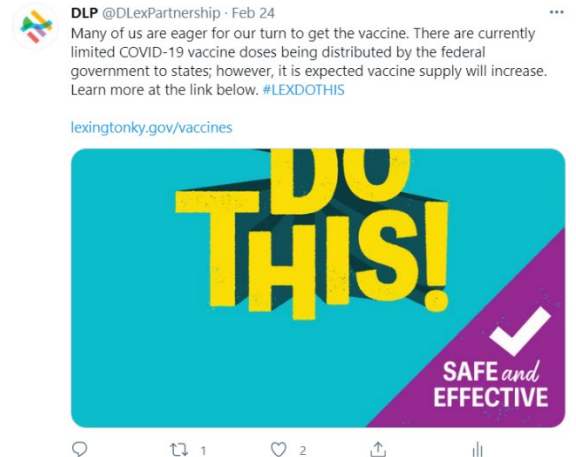 DLP @DLexPartnership · Feb 24
Many of us are eager for our turn to get the vaccine. There are currently
limited COVID-19 vaccine doses being distributed by the federal
government to states; however, it is expected vaccine supply will increase.
Learn more at the link below. #LEXDOTHIS
lexingtonky.gov/vaccines
DO
THIS!
SAFE and
EFFECTIVE
1 2